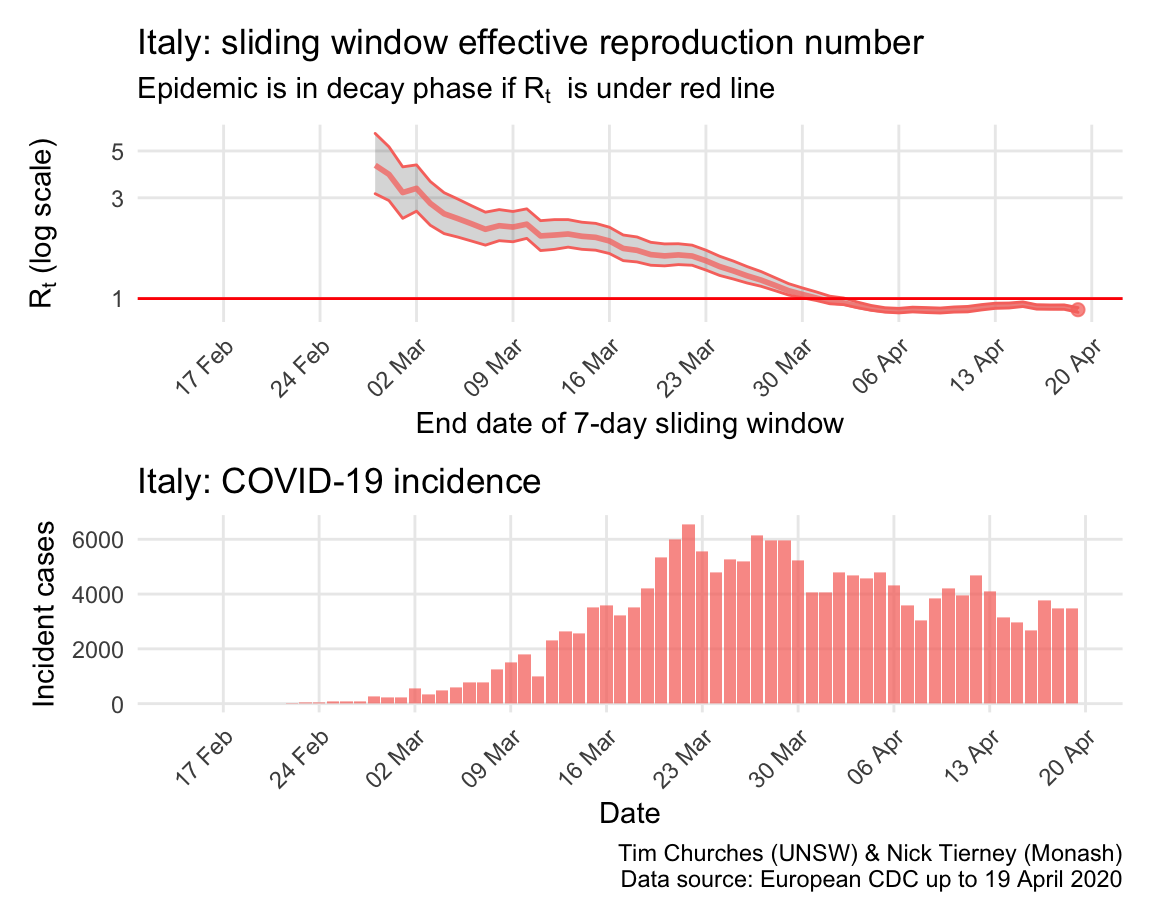 Italy: sliding window effective reproduction number
Epidemic is in decay phase if Rt is under red line
Rt (log scale)
5
3
1
17 Feb
24 Feb
02 Mar
09 Mar
16 Mar
23 Mar
30 Mar
06 Apr
13 Apr
20 Apr
End date of 7-day sliding window
Italy: COVID-19 incidence
Incident cases
6000
4000
2000
0
17 Feb
24 Feb
02 Mar
09 Mar
16 Mar
23 Mar
30 Mar
06 Apr
13 Apr
20 Apr
Date
Tim Churches (UNSW) & Nick Tierney (Monash)
Data source: European CDC up to 19 April 2020